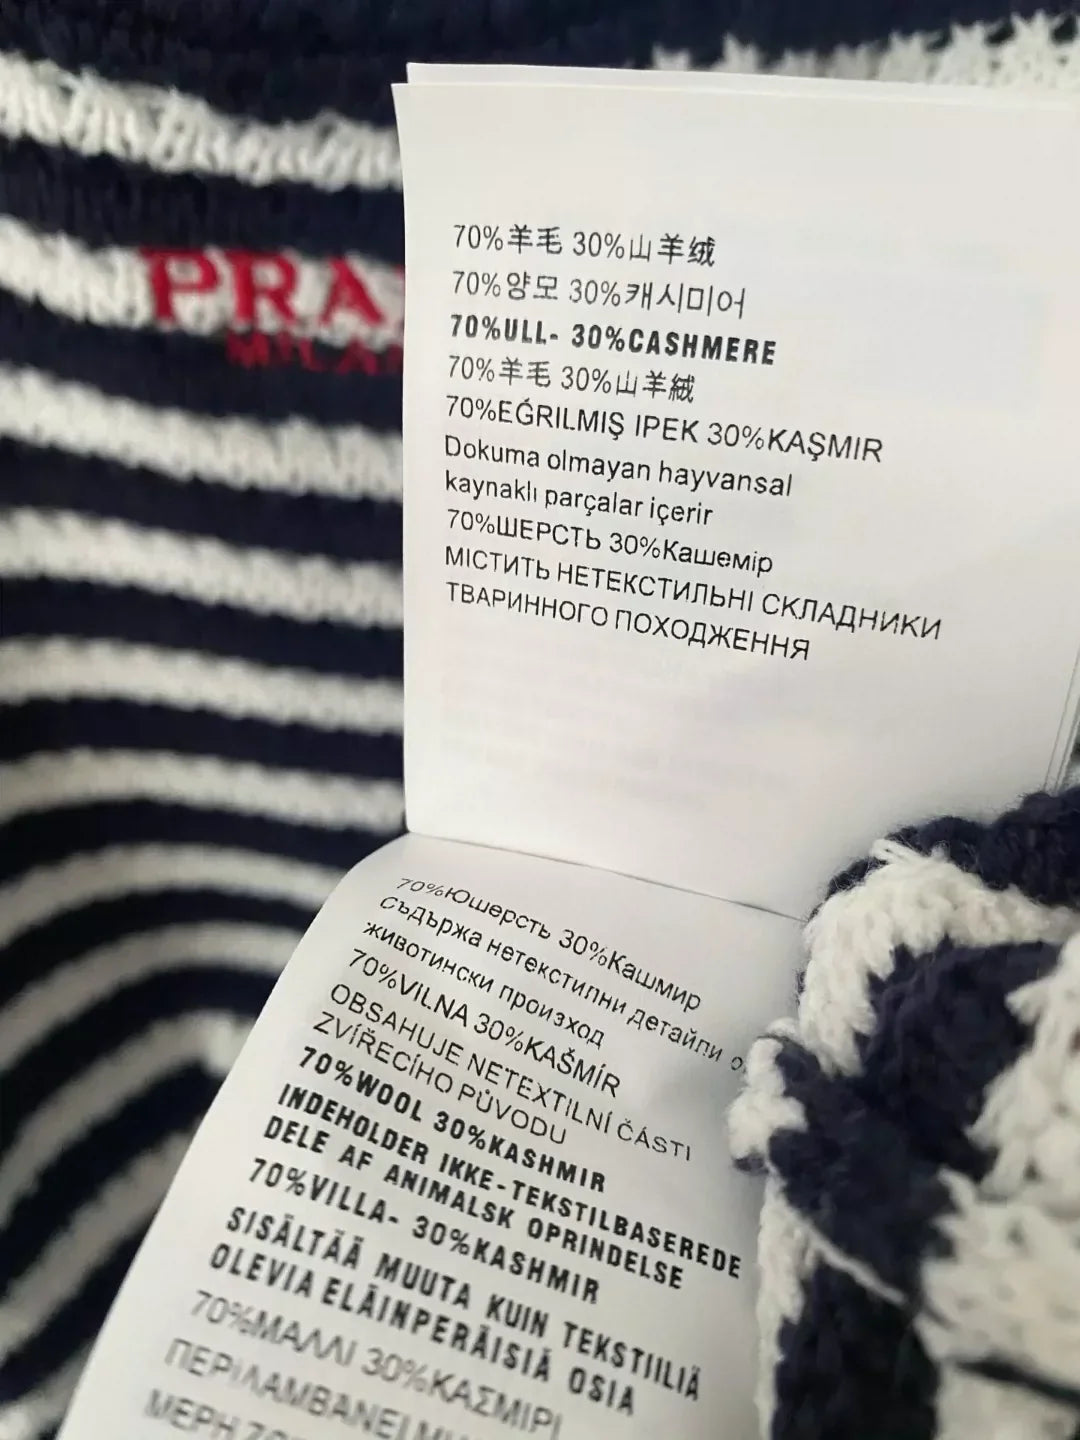 PRA
MILAN
70%羊毛 30%山羊绒
70%양모 30%캐시미어
70%ULL- 30%CASHMERE
70%羊毛 30%山羊絨
70%EĞRILMIŞ IPEK 30%KAŞMIR
Dokuma olmayan hayvansal
kaynaklı parçalar içerir
70%ШЕРСТЬ 30%Кашемір
МІСТИТЬ НЕТЕКСТИЛЬНІ СКЛАДНИКИ
ТВАРИННОГО ПОХОДЖЕННЯ
70%Юшерсть 30%Кашмир
Съдържа нетекстилни детайли о
животински произход
70%VILNA 30%KAŠMÍR
OBSAHUJE NETEXTILNÍ ČÁSTI
ZVÍŘECÍHO PŮVODU
70%WOOL 30%KASHMIR
INDEHOLDER IKKE-TEKSTILBASEREDE
DELE AF ANIMALSK OPRINDELSE
70%VILLA- 30%KASHMIR
SISÄLTÄÄ MUUTA KUIN TEKSTIILIÄ
OLEVIA ELÄINPERÄISIÄ OSIA
70%ΜΑΛΛΙ 30%ΚΑΣΜΙΡΙ
ΠΕΡΙΛΑΜΒΑΝΕΙ
ΜΕΡΗ